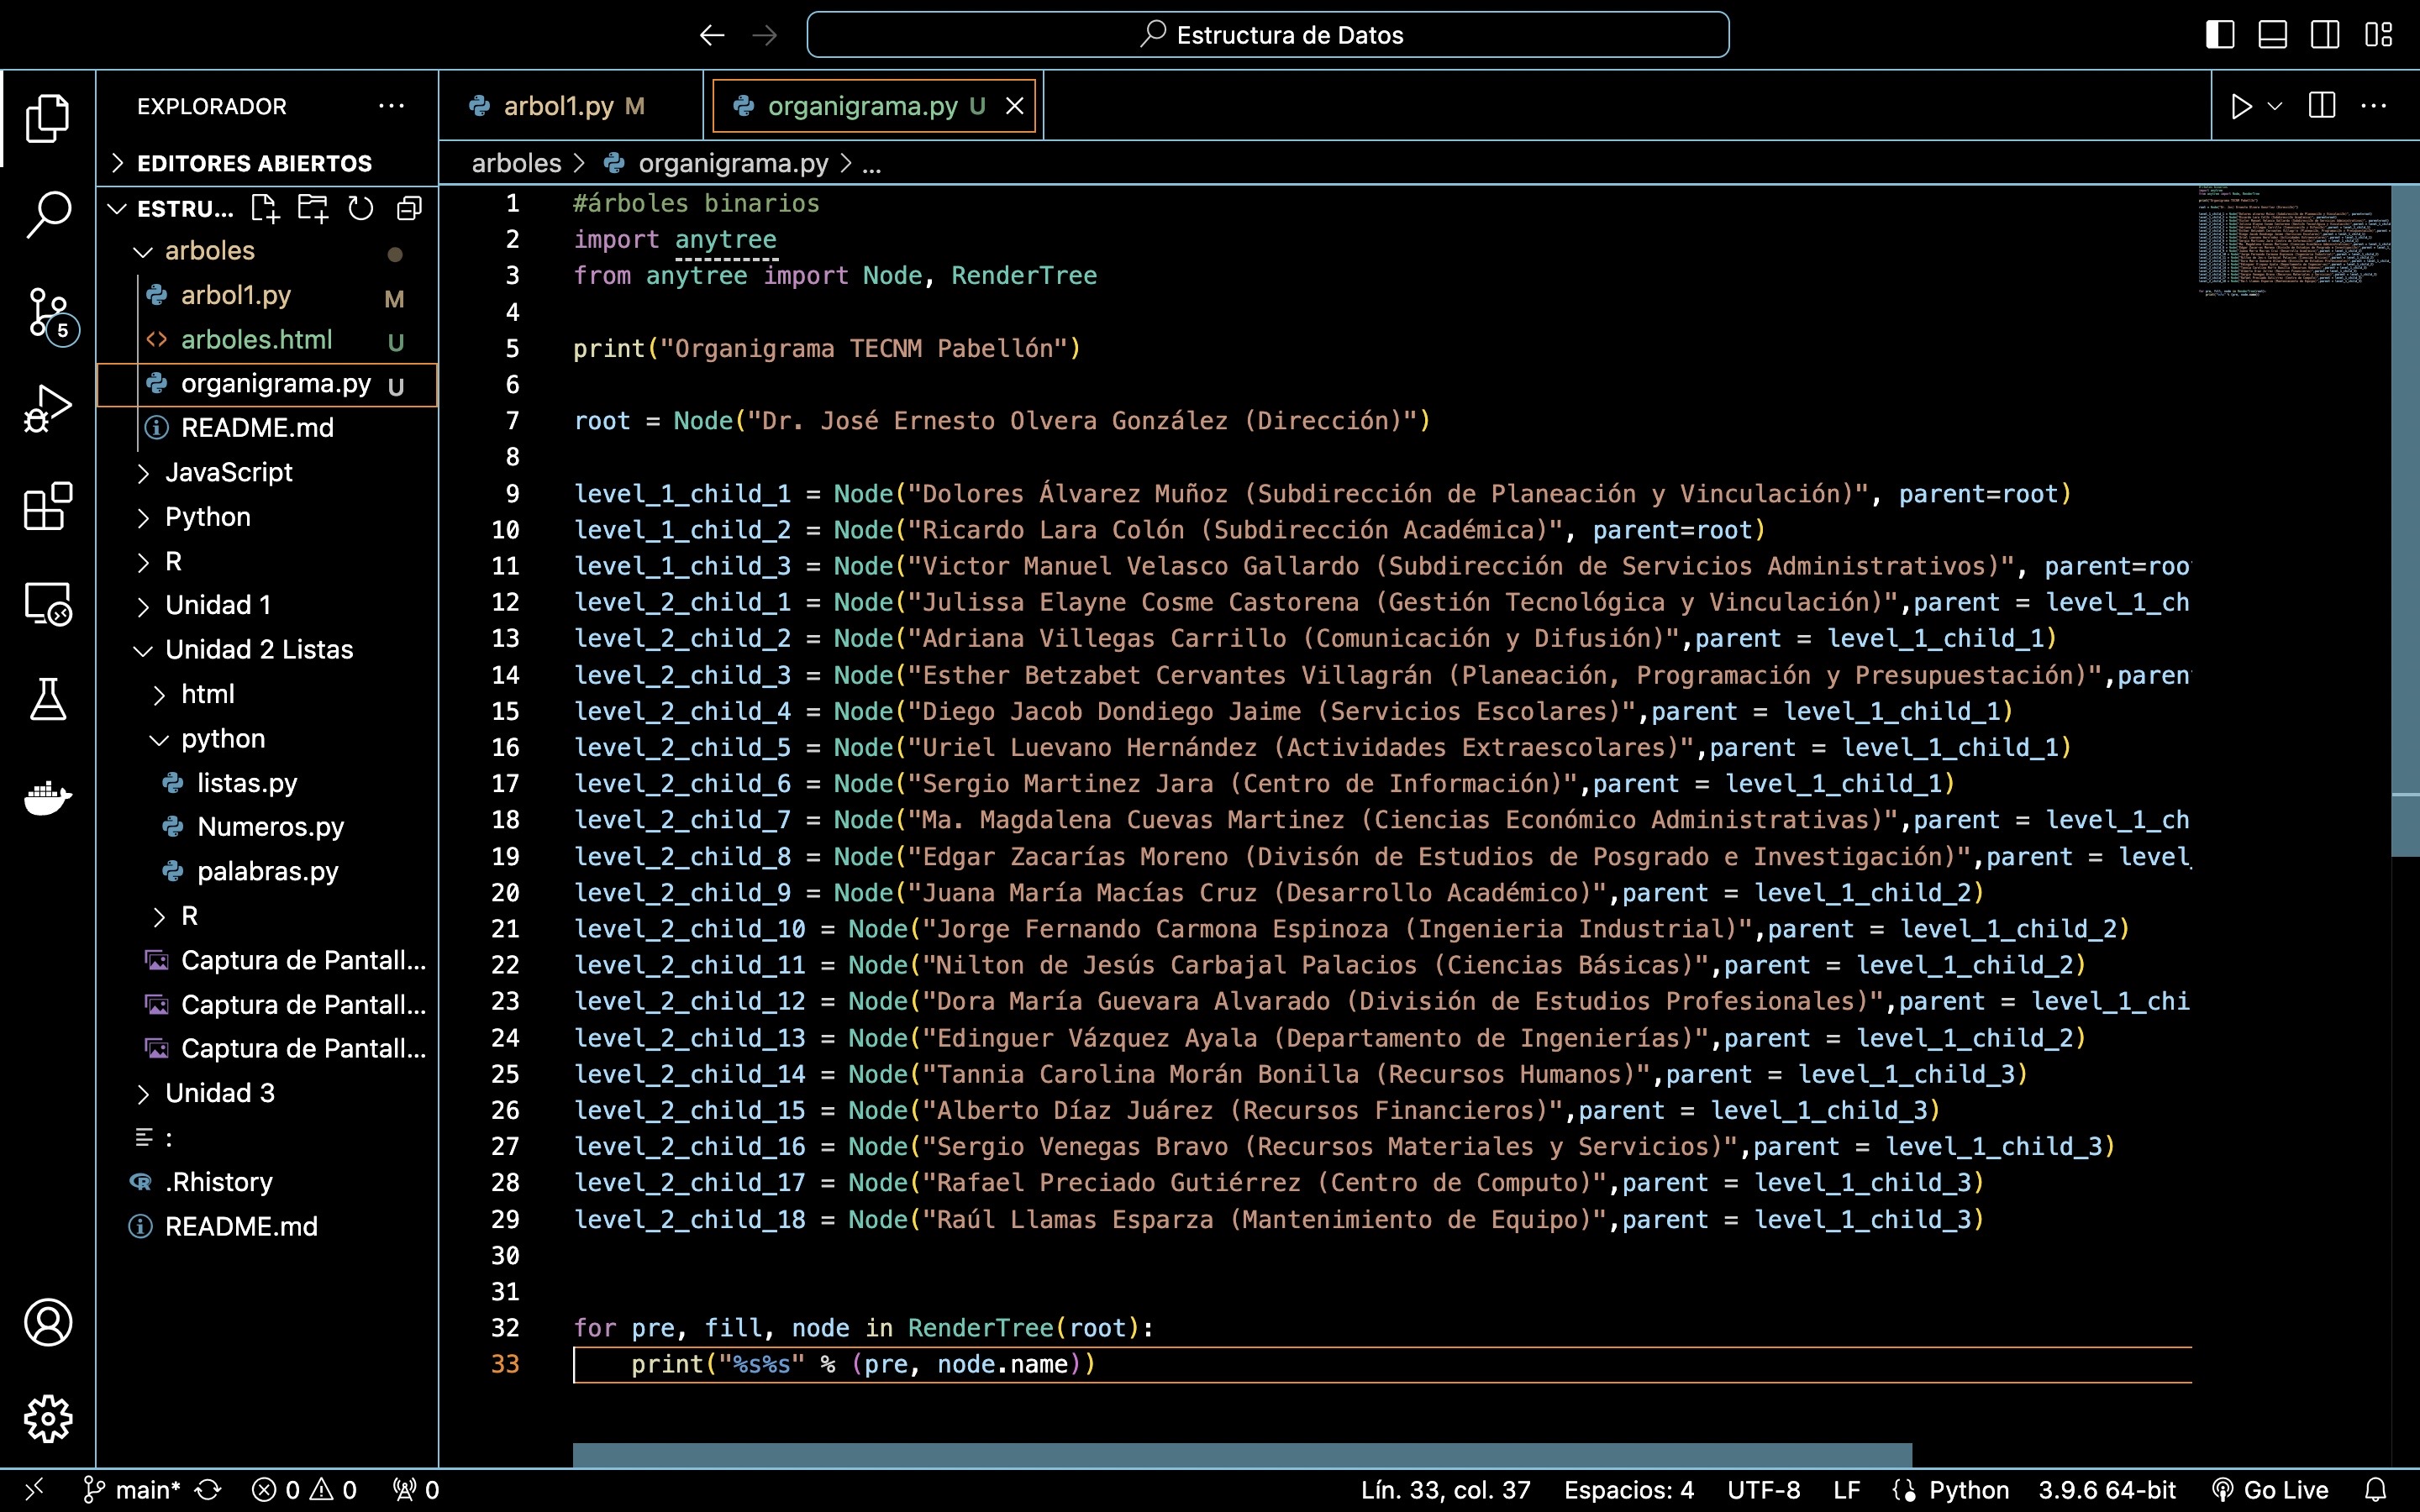 Estructura de Datos
EXPLORADOR
arbol1.py M
organigrama.py U
EDITORES ABIERTOS
arboles > organigrama.py > ...
ESTRU...
arboles
arbol1.py M
arboles.html U
organigrama.py U
README.md
JavaScript
Python
R
Unidad 1
Unidad 2 Listas
html
python
listas.py
Numeros.py
palabras.py
R
Captura de Pantall...
Captura de Pantall...
Captura de Pantall...
Unidad 3
:
.Rhistory
README.md
5
1 #árboles binarios
2 import anytree
3 from anytree import Node, RenderTree
4
5 print("Organigrama TECNM Pabellón")
6
7 root = Node("Dr. José Ernesto Olvera González (Dirección)")
8
9 level_1_child_1 = Node("Dolores Álvarez Muñoz (Subdirección de Planeación y Vinculación)", parent=root)
10 level_1_child_2 = Node("Ricardo Lara Colón (Subdirección Académica)", parent=root)
11 level_1_child_3 = Node("Victor Manuel Velasco Gallardo (Subdirección de Servicios Administrativos)", parent=roo
12 level_2_child_1 = Node("Julissa Elayne Cosme Castorena (Gestión Tecnológica y Vinculación)",parent = level_1_ch
13 level_2_child_2 = Node("Adriana Villegas Carrillo (Comunicación y Difusión)",parent = level_1_child_1)
14 level_2_child_3 = Node("Esther Betzabet Cervantes Villagrán (Planeación, Programación y Presupuestación)",paren
15 level_2_child_4 = Node("Diego Jacob Dondiego Jaime (Servicios Escolares)",parent = level_1_child_1)
16 level_2_child_5 = Node("Uriel Luevano Hernández (Actividades Extraescolares)",parent = level_1_child_1)
17 level_2_child_6 = Node("Sergio Martinez Jara (Centro de Información)",parent = level_1_child_1)
18 level_2_child_7 = Node("Ma. Magdalena Cuevas Martinez (Ciencias Económico Administrativas)",parent = level_1_ch
19 level_2_child_8 = Node("Edgar Zacarías Moreno (Divisón de Estudios de Posgrado e Investigación)",parent = level_
20 level_2_child_9 = Node("Juana María Macías Cruz (Desarrollo Académico)",parent = level_1_child_2)
21 level_2_child_10 = Node("Jorge Fernando Carmona Espinoza (Ingenieria Industrial)",parent = level_1_child_2)
22 level_2_child_11 = Node("Nilton de Jesús Carbajal Palacios (Ciencias Básicas)",parent = level_1_child_2)
23 level_2_child_12 = Node("Dora María Guevara Alvarado (División de Estudios Profesionales)",parent = level_1_chi
24 level_2_child_13 = Node("Edinguer Vázquez Ayala (Departamento de Ingenierías)",parent = level_1_child_2)
25 level_2_child_14 = Node("Tannia Carolina Morán Bonilla (Recursos Humanos)",parent = level_1_child_3)
26 level_2_child_15 = Node("Alberto Díaz Juárez (Recursos Financieros)",parent = level_1_child_3)
27 level_2_child_16 = Node("Sergio Venegas Bravo (Recursos Materiales y Servicios)",parent = level_1_child_3)
28 level_2_child_17 = Node("Rafael Preciado Gutiérrez (Centro de Computo)",parent = level_1_child_3)
29 level_2_child_18 = Node("Raúl Llamas Esparza (Mantenimiento de Equipo)",parent = level_1_child_3)
30
31
32 for pre, fill, node in RenderTree(root):
33     print("%s%s" % (pre, node.name))
main* 0 0 0 Lín. 33, col. 37 Espacios: 4 UTF-8 LF Python 3.9.6 64-bit Go Live